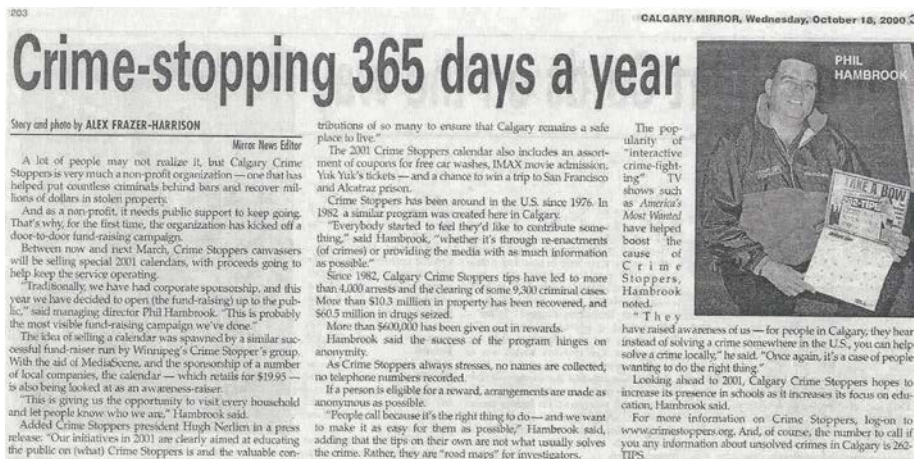 203
CALGARY MIRROR, Wednesday, October 18, 2000
Crime-stopping 365 days a year
Story and photo by ALEX FRAZER-HARRISON
Mirror News Editor
A lot of people may not realize it, but Calgary Crime
Stoppers is very much a non-profit organization — one that has
helped put countless criminals behind bars and recover mil-
lions of dollars in stolen property.
And as a non-profit, it needs public support to keep going.
That's why, for the first time, the organization has kicked off a
door-to-door fund-raising campaign.
Between now and next March, Crime Stoppers canvassers
will be selling special 2001 calendars, with proceeds going to
help keep the service operating.
"Traditionally, we have had corporate sponsorship, and this
year we have decided to open (the fund-raising) up to the pub-
lic," said managing director Phil Hambrook. "This is probably
the most visible fund-raising campaign we've done."
The idea of selling a calendar was spawned by a similar suc-
cessful fund-raiser run by Winnipeg's Crime Stopper's group.
With the aid of MediaScene, and the sponsorship of a number
of local companies, the calendar — which retails for $19.95 —
is also being looked at as an awareness-raiser.
"This is giving us the opportunity to visit every household
and let people know who we are," Hambrook said.
Added Crime Stoppers president Hugh Nerlien in a press
release: "Our initiatives in 2001 are clearly aimed at educating
the public on (what) Crime Stoppers is and the valuable con-
tributions of so many to ensure that Calgary remains a safe
place to live."
The 2001 Crime Stoppers calendar also includes an assort-
ment of coupons for free car washes, IMAX movie admission,
Yuk Yuk's tickets — and a chance to win a trip to San Francisco
and Alcatraz prison.
Crime Stoppers has been around in the U.S. since 1976. In
1982 a similar program was created here in Calgary.
"Everybody started to feel they'd like to contribute some-
thing," said Hambrook, "whether it's through re-enactments
(of crimes) or providing the media with as much information
as possible."
Since 1982, Calgary Crime Stoppers tips have led to more
than 4,000 arrests and the clearing of some 9,300 criminal cases.
More than $10.3 million in property has been recovered, and
$60.5 million in drugs seized.
More than $600,000 has been given out in rewards.
Hambrook said the success of the program hinges on
anonymity.
As Crime Stoppers always stresses, no names are collected,
no telephone numbers recorded.
If a person is eligible for a reward, arrangements are made as
anonymous as possible.
"People call because it's the right thing to do — and we want
to make it as easy for them as possible," Hambrook said,
adding that the tips on their own are not what usually solves
the crime. Rather, they are "road maps" for investigators.
The pop-
ularity of
"interactive
crime-fight-
ing" TV
shows such
as America's
Most Wanted
have helped
boost the
cause of
Crime
Stoppers,
Hambrook
noted.
"They
have raised awareness of us — for people in Calgary, they hear
instead of solving a crime somewhere in the U.S., you can help
solve a crime locally," he said. "Once again, it's a case of people
wanting to do the right thing."
Looking ahead to 2001, Calgary Crime Stoppers hopes to
increase its presence in schools as it increases its focus on edu-
cation, Hambrook said.
For more information on Crime Stoppers, log-on to
www.crimestoppers.org. And, of course, the number to call if
you any information about unsolved crimes in Calgary is 262-
TIPS.
PHIL
HAMBROOK
TAKE A BOW
262-TIPS